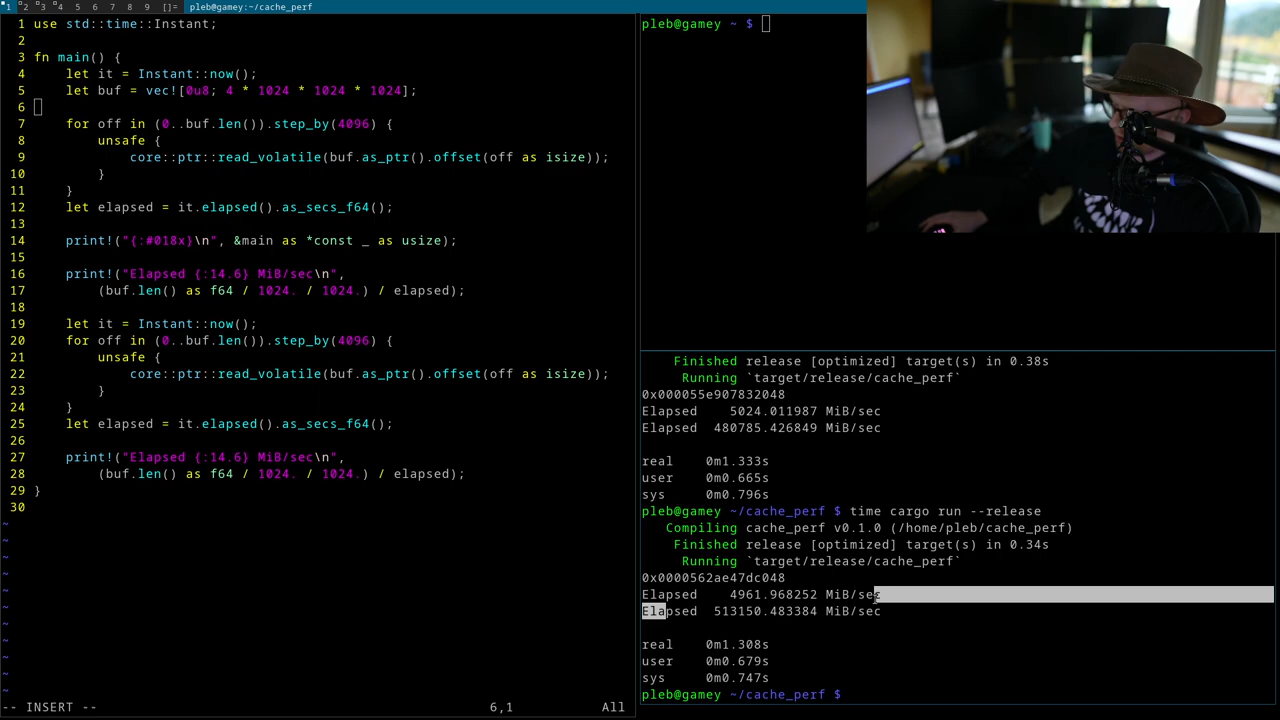 1 2 3 4 5 6 7 8 9 []= pleb@gamey:~/cache_perf
1 use std::time::Instant;
2
3 fn main() {
4     let it = Instant::now();
5     let buf = vec![0u8; 4 * 1024 * 1024 * 1024];
6
7     for off in (0..buf.len()).step_by(4096) {
8         unsafe {
9             core::ptr::read_volatile(buf.as_ptr().offset(off as isize));
10         }
11     }
12     let elapsed = it.elapsed().as_secs_f64();
13
14     print!("{:#018x}\n", &main as *const _ as usize);
15
16     print!("Elapsed {:14.6} MiB/sec\n",
17         (buf.len() as f64 / 1024. / 1024.) / elapsed);
18
19     let it = Instant::now();
20     for off in (0..buf.len()).step_by(4096) {
21         unsafe {
22             core::ptr::read_volatile(buf.as_ptr().offset(off as isize));
23         }
24     }
25     let elapsed = it.elapsed().as_secs_f64();
26
27     print!("Elapsed {:14.6} MiB/sec\n",
28         (buf.len() as f64 / 1024. / 1024.) / elapsed);
29 }
30
~
~
~
~
~
~
~
~
~
~
~
-- INSERT -- 6,1 All
pleb@gamey ~ $
Finished release [optimized] target(s) in 0.38s
Running `target/release/cache_perf`
0x000055e907832048
Elapsed    5024.011987 MiB/sec
Elapsed  480785.426849 MiB/sec
real    0m1.333s
user    0m0.665s
sys     0m0.796s
pleb@gamey ~/cache_perf $ time cargo run --release
Compiling cache_perf v0.1.0 (/home/pleb/cache_perf)
Finished release [optimized] target(s) in 0.34s
Running `target/release/cache_perf`
0x0000562ae47dc048
Elapsed    4961.968252 MiB/sec
Elapsed  513150.483384 MiB/sec
real    0m1.308s
user    0m0.679s
sys     0m0.747s
pleb@gamey ~/cache_perf $